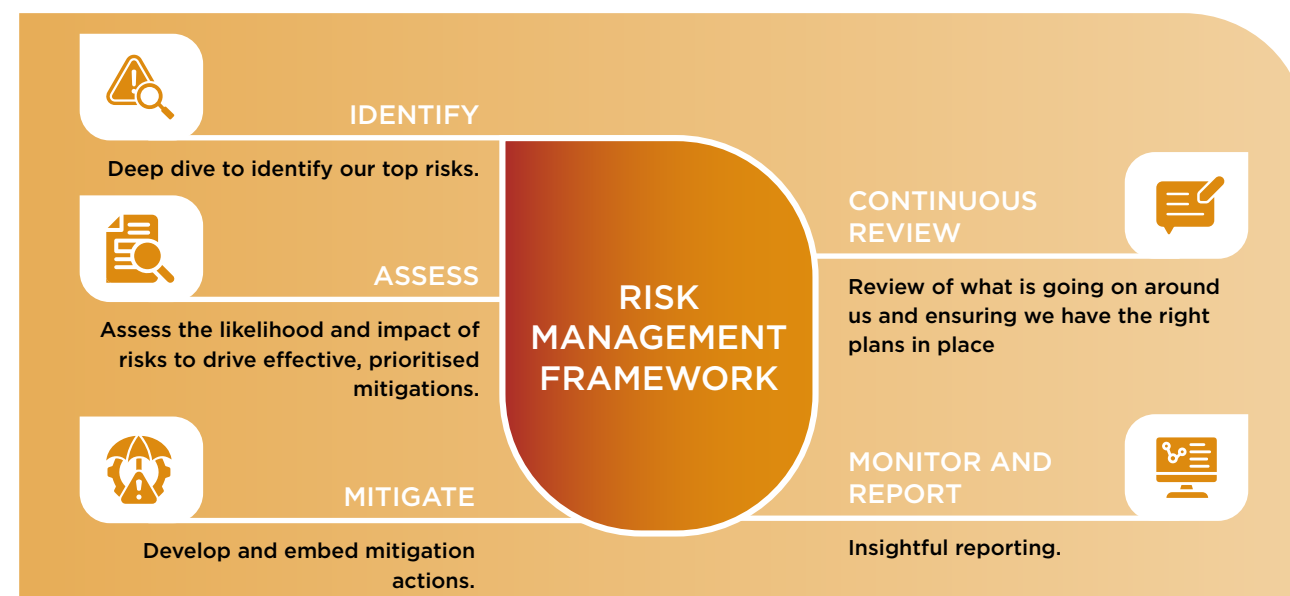 IDENTIFY
Deep dive to identify our top risks.
ASSESS
Assess the likelihood and impact of
risks to drive effective, prioritised
mitigations.
MITIGATE
Develop and embed mitigation
actions.
RISK
MANAGEMENT
FRAMEWORK
CONTINUOUS
REVIEW
Review of what is going on around
us and ensuring we have the right
plans in place
MONITOR AND
REPORT
Insightful reporting.